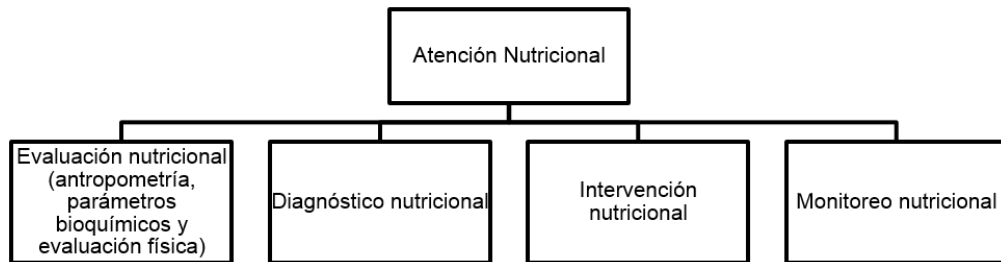 Atención Nutricional
Evaluación nutricional
(antropometría,
parámetros
bioquímicos y
evaluación física)
Diagnóstico nutricional
Intervención
nutricional
Monitoreo nutricional